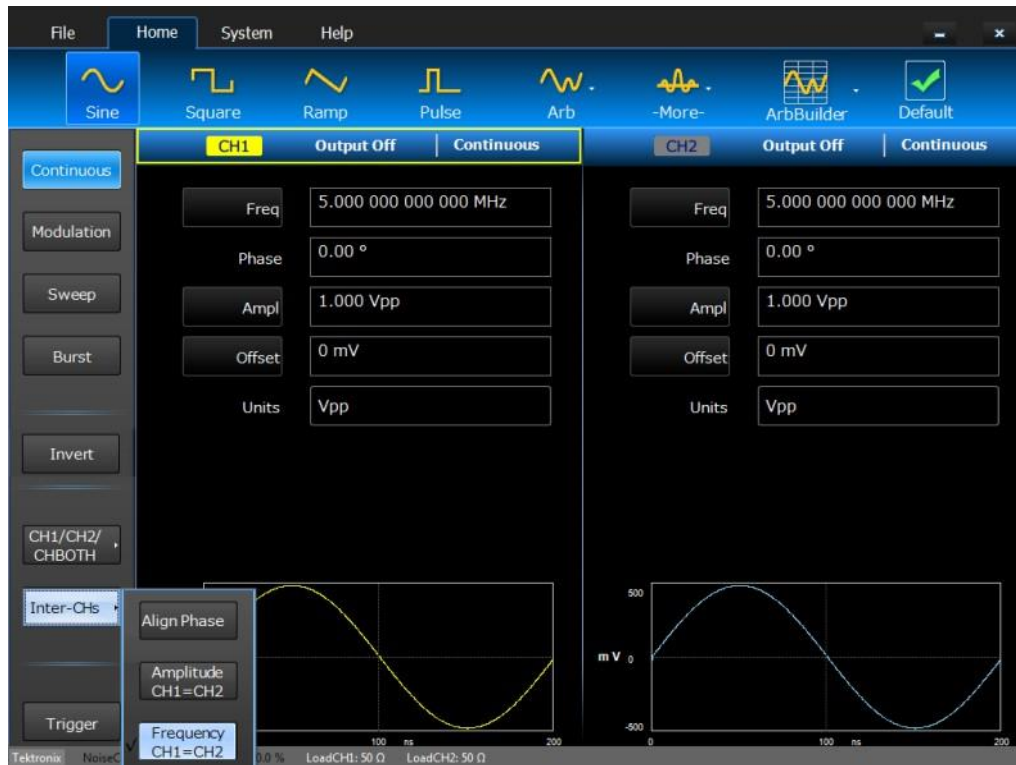 File Home System Help
Sine Square Ramp Pulse Arb -More- ArbBuilder Default
CH1 Output Off Continuous CH2 Output Off Continuous
Continuous
Modulation
Sweep
Burst
Invert
CH1/CH2/
CHBOTH
Inter-CHs
Trigger
Freq 5.000 000 000 000 MHz
Phase 0.00 °
Ampl 1.000 Vpp
Offset 0 mV
Units Vpp
Freq 5.000 000 000 000 MHz
Phase 0.00 °
Ampl 1.000 Vpp
Offset 0 mV
Units Vpp
Align Phase
Amplitude
CH1=CH2
Frequency
CH1=CH2
100 ns 200
500
m V 0
-500
0 100 ns 200
Tektronix 0.0 % LoadCH1: 50 Ω LoadCH2: 50 Ω